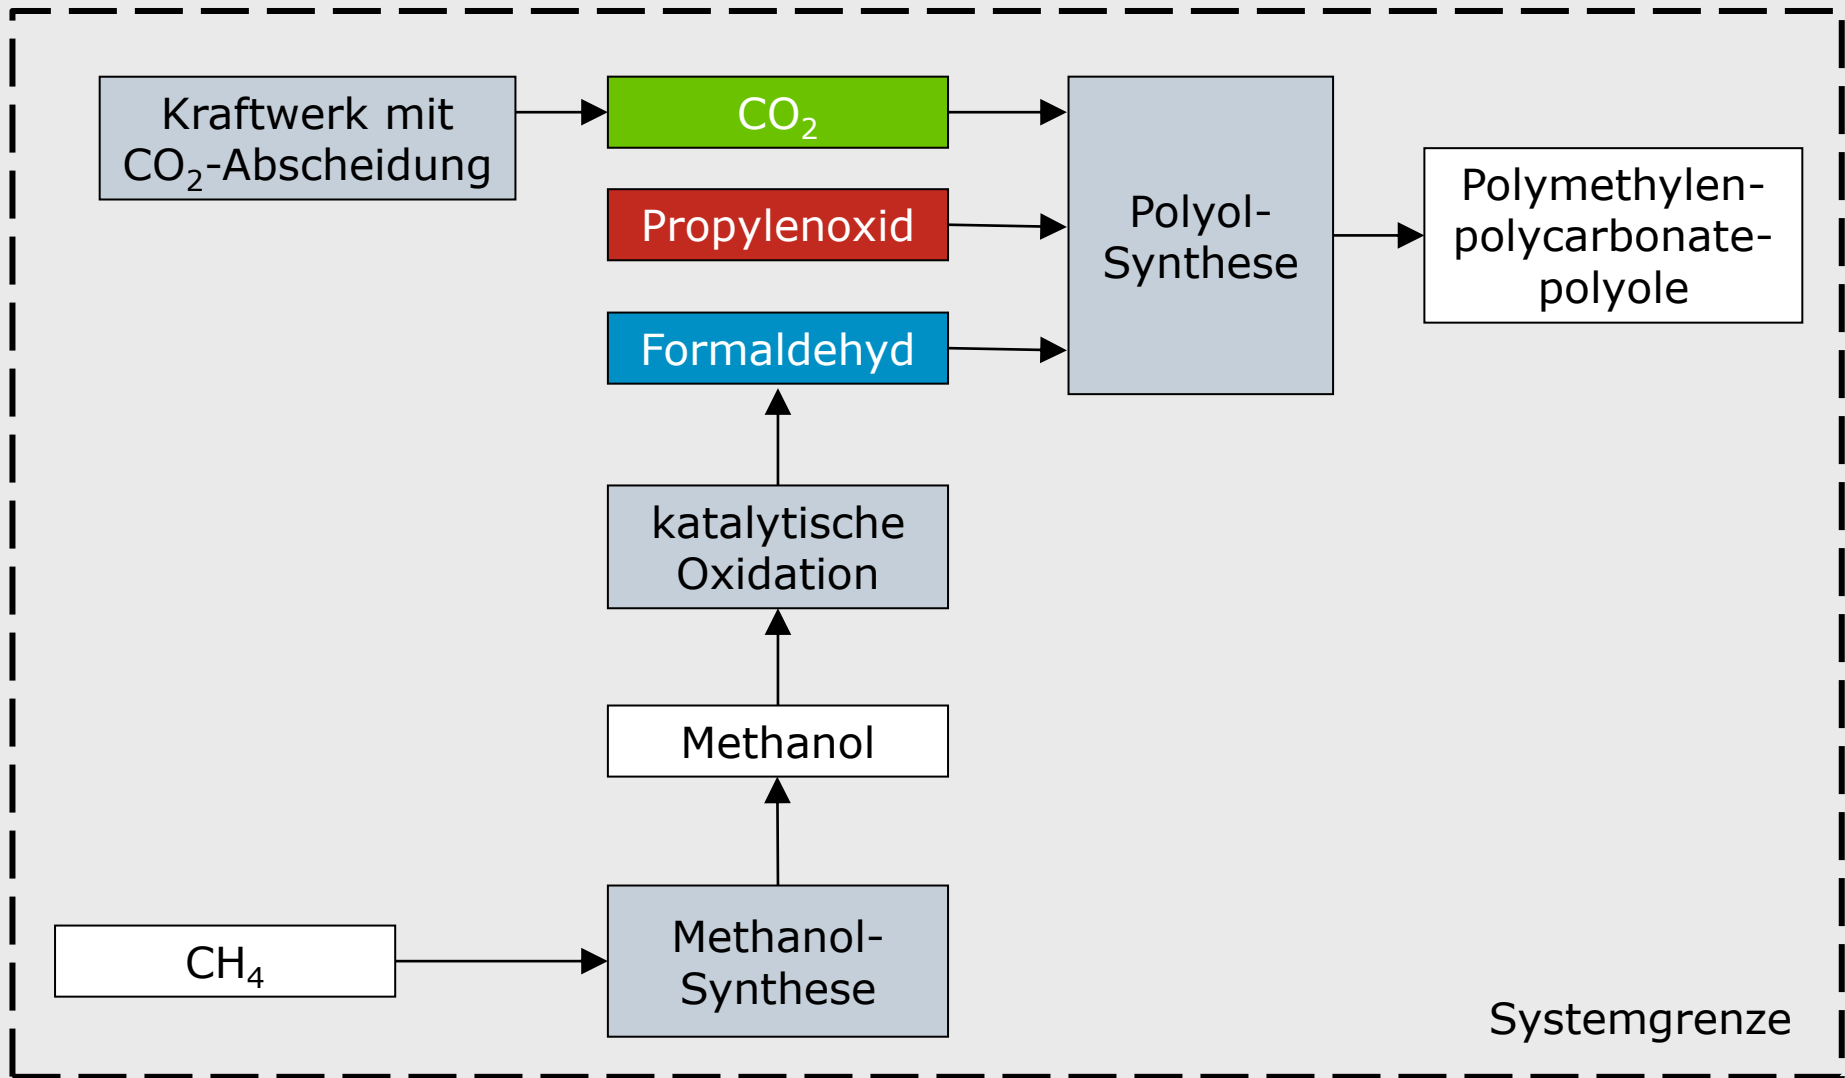 Kraftwerk mit
CO₂-Abscheidung
CO₂
Propylenoxid
Formaldehyd
Polyol-
Synthese
Polymethylen-
polycarbonate-
polyole
katalytische
Oxidation
Methanol
CH₄
Methanol-
Synthese
Systemgrenze